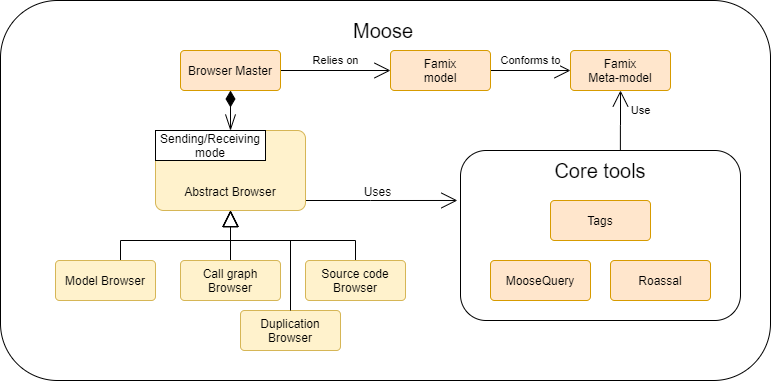 Moose
Browser Master
Relies on
Famix
model
Conforms to
Famix
Meta-model
Sending/Receiving
mode
Abstract Browser
Uses
Use
Core tools
Tags
MooseQuery
Roassal
Model Browser
Call graph
Browser
Source code
Browser
Duplication
Browser